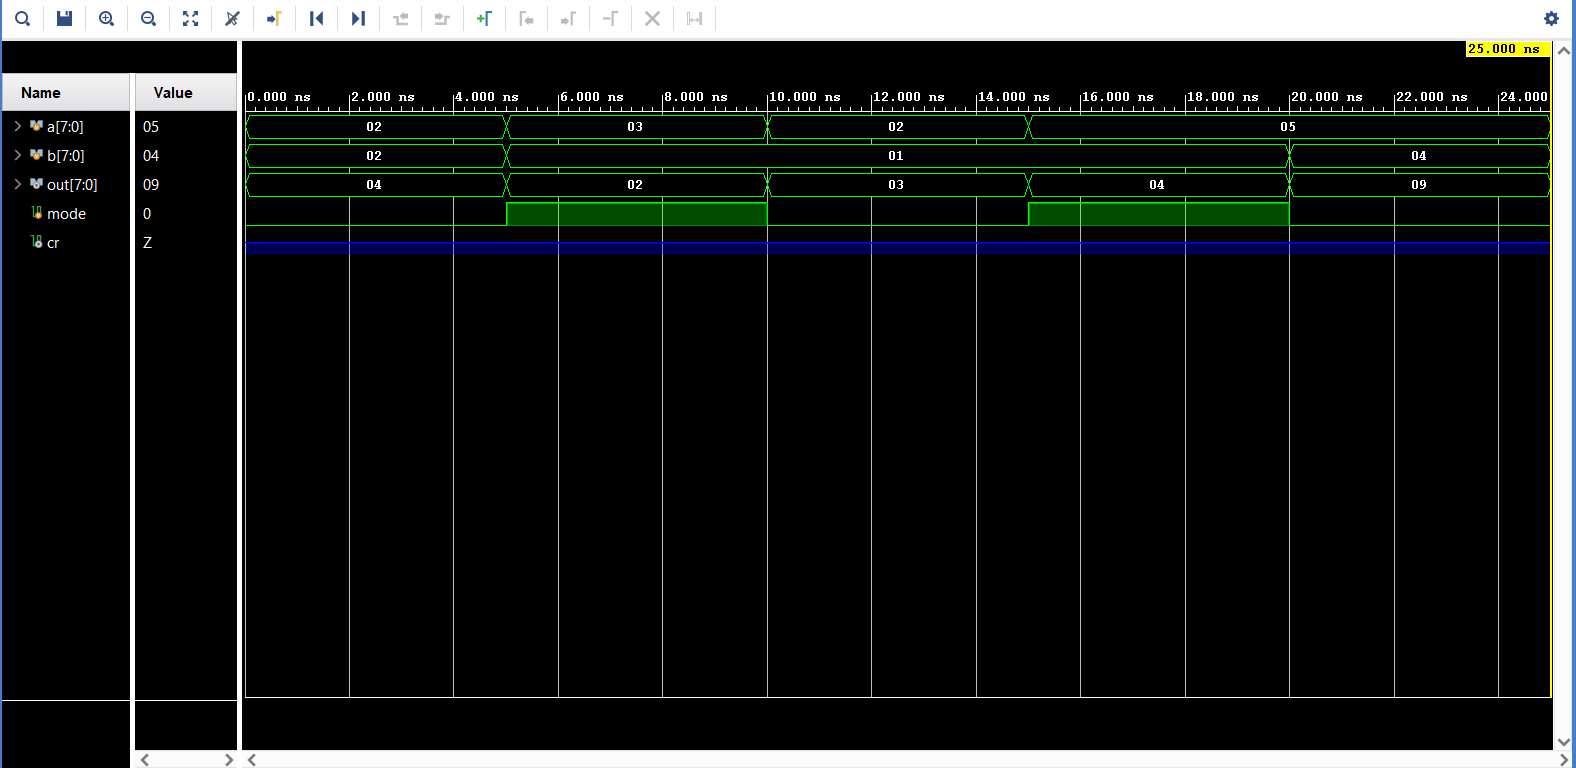 25.000 ns
Name Value
0.000 ns 2.000 ns 4.000 ns 6.000 ns 8.000 ns 10.000 ns 12.000 ns 14.000 ns 16.000 ns 18.000 ns 20.000 ns 22.000 ns 24.000
a[7:0] 05 02 03 02 05
b[7:0] 04 02 01 04
out[7:0] 09 04 02 03 04 09
mode 0
cr Z